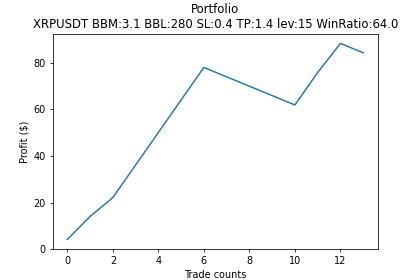 Portfolio
XRPUSDT BBM:3.1 BBL:280 SL:0.4 TP:1.4 lev:15 WinRatio:64.0
Profit ($)
80
60
40
20
0
0 2 4 6 8 10 12
Trade counts